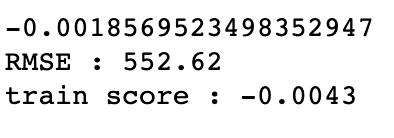 -0.0018569523498352947
RMSE : 552.62
train score : -0.0043